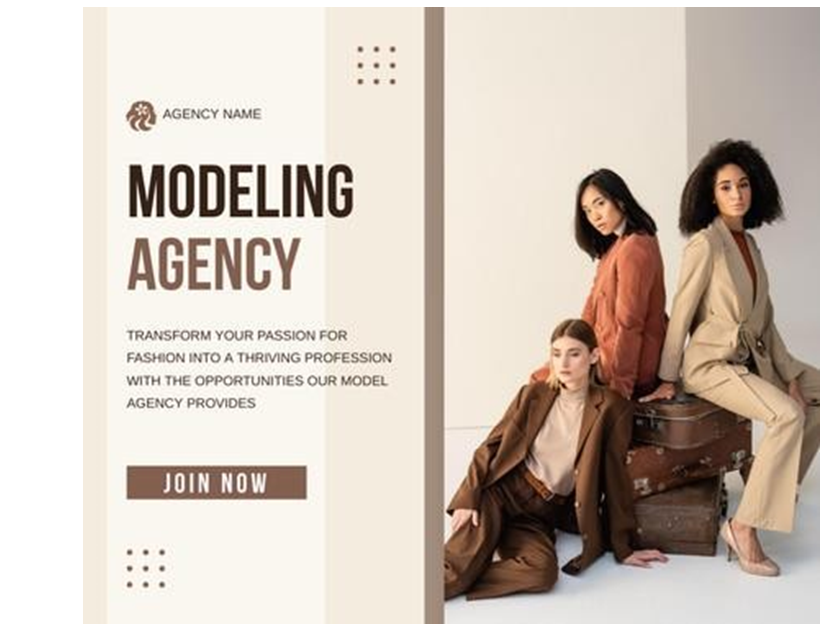 AGENCY NAME
MODELING
AGENCY
TRANSFORM YOUR PASSION FOR
FASHION INTO A THRIVING PROFESSION
WITH THE OPPORTUNITIES OUR MODEL
AGENCY PROVIDES
JOIN NOW